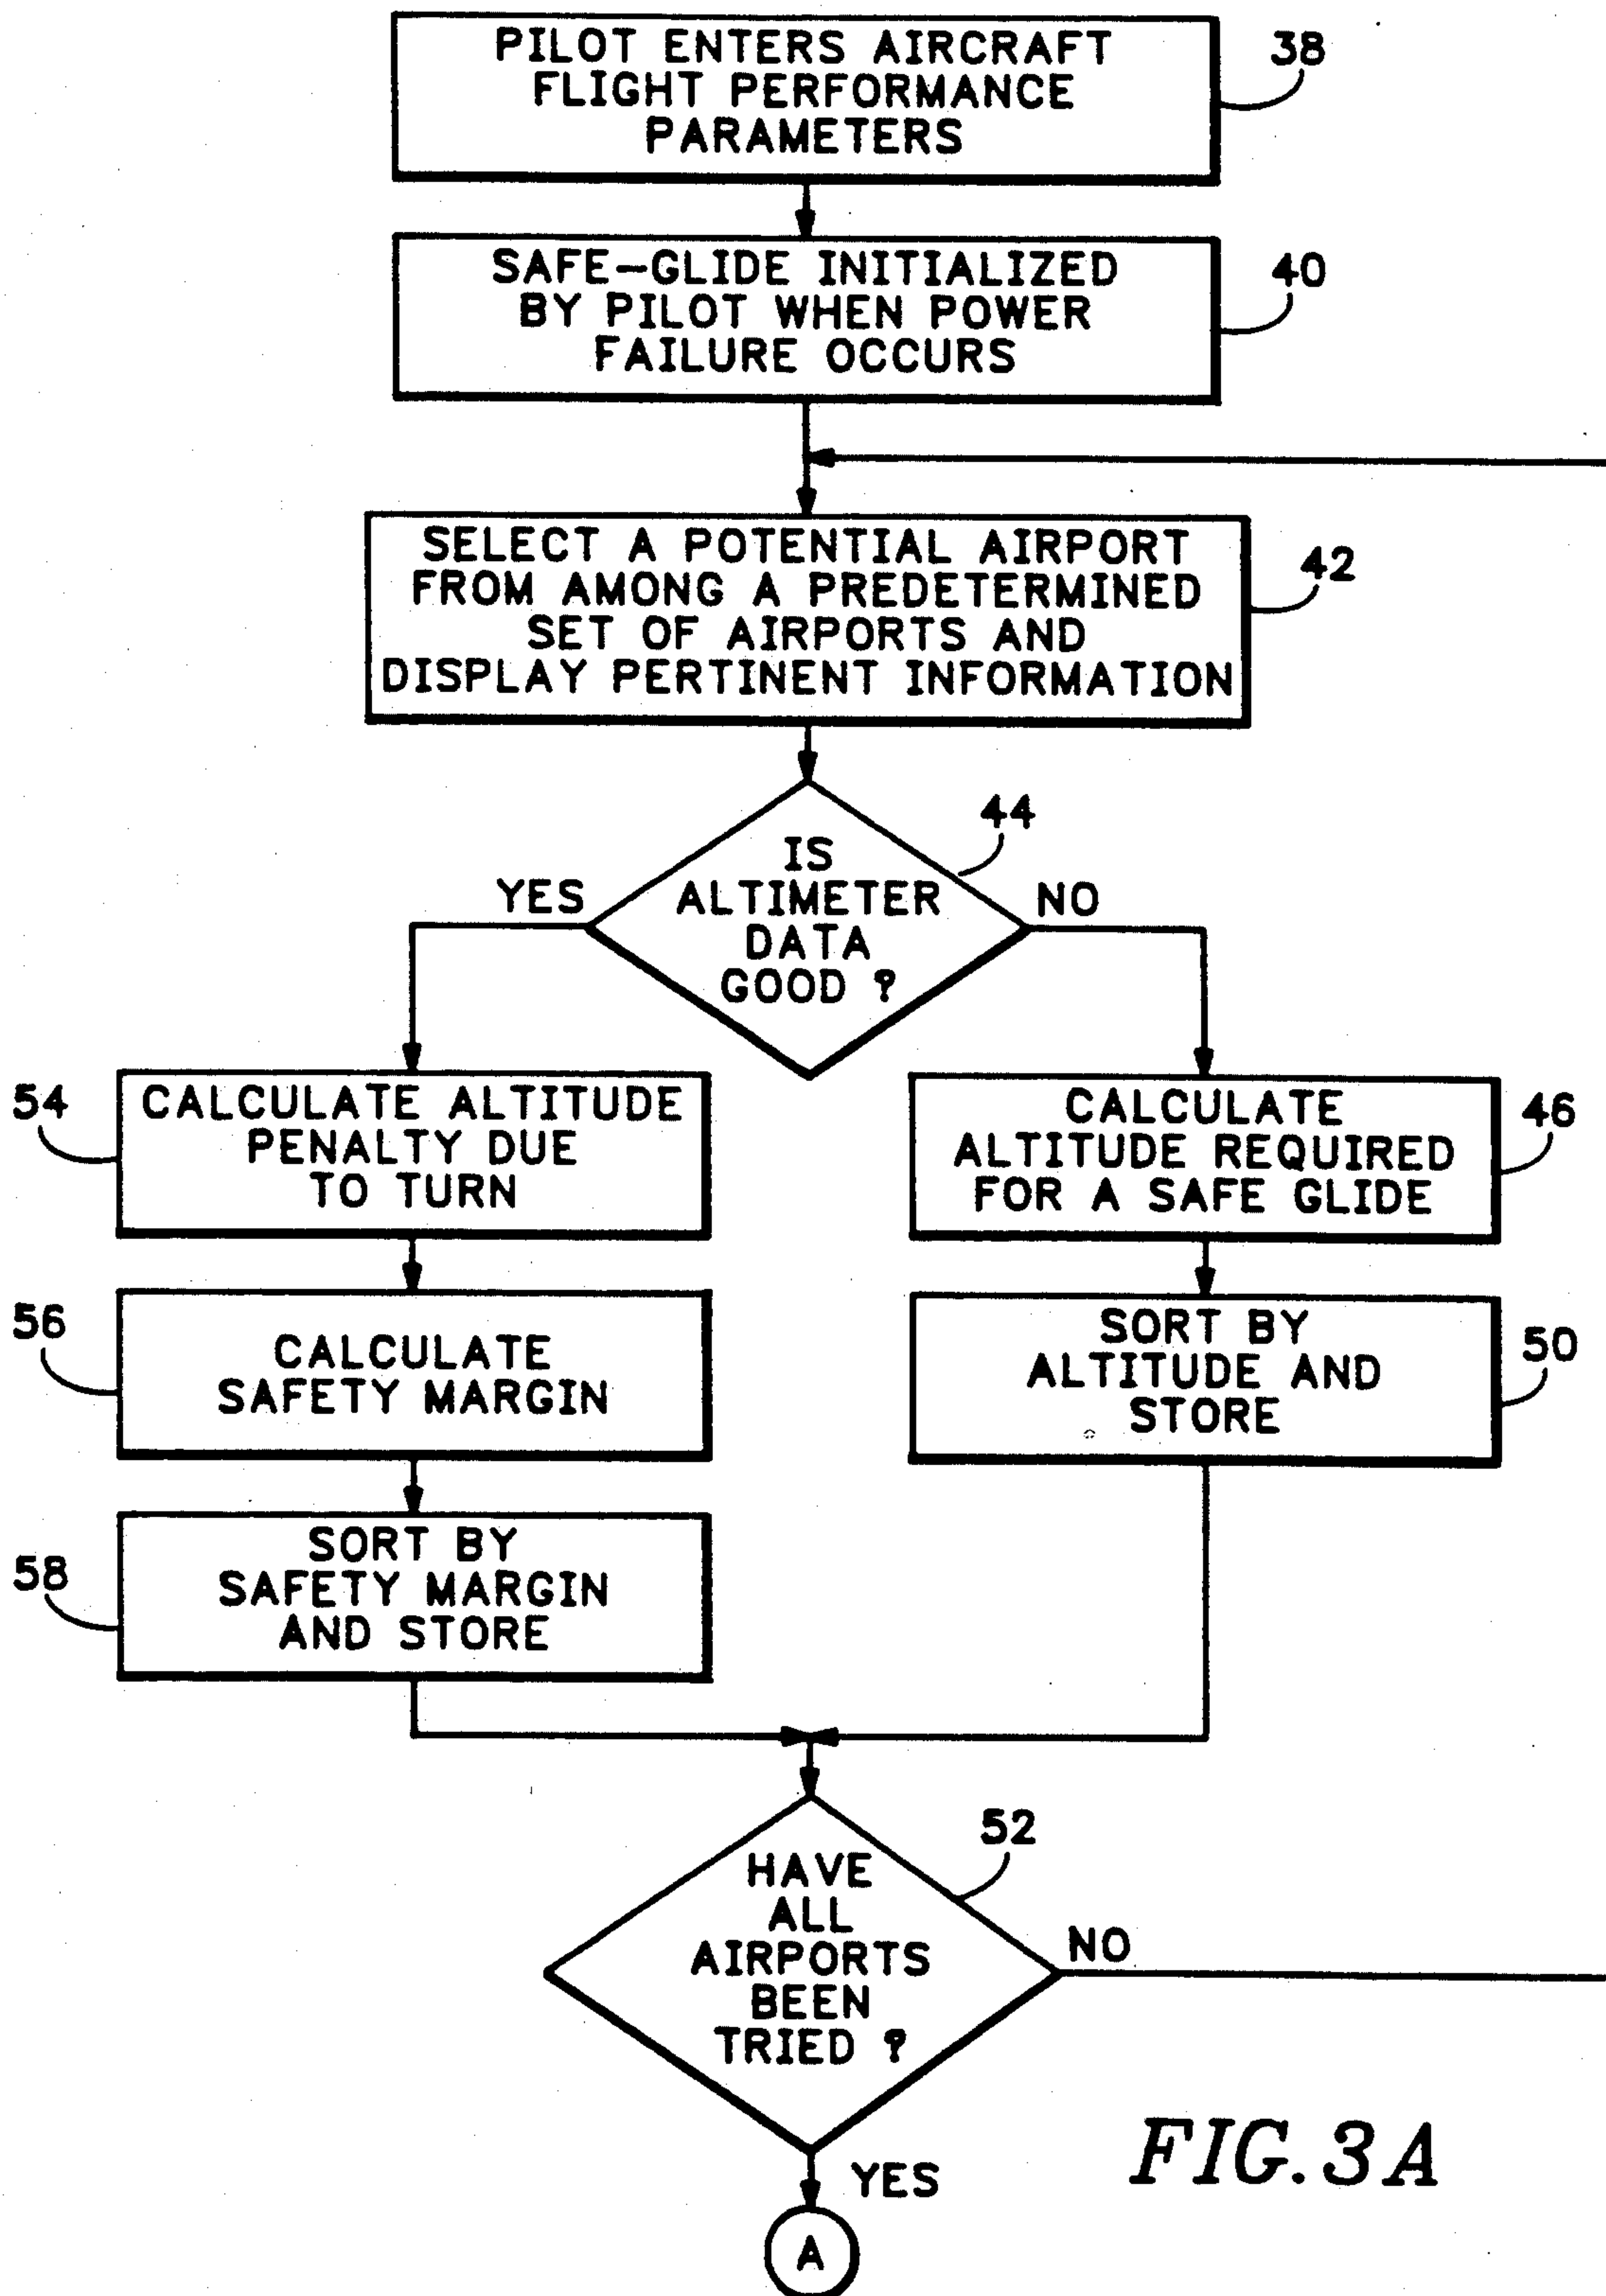 PILOT ENTERS AIRCRAFT
FLIGHT PERFORMANCE
PARAMETERS
38
SAFE-GLIDE INITIALIZED
BY PILOT WHEN POWER
FAILURE OCCURS
40
SELECT A POTENTIAL AIRPORT
FROM AMONG A PREDETERMINED
SET OF AIRPORTS AND
DISPLAY PERTINENT INFORMATION
42
IS
ALTIMETER
DATA
GOOD ?
44
YES
NO
54
CALCULATE ALTITUDE
PENALTY DUE
TO TURN
CALCULATE
ALTITUDE REQUIRED
FOR A SAFE GLIDE
46
56
CALCULATE
SAFETY MARGIN
SORT BY
ALTITUDE AND
STORE
50
58
SORT BY
SAFETY MARGIN
AND STORE
HAVE
ALL
AIRPORTS
BEEN
TRIED ?
52
NO
YES
A
FIG. 3A